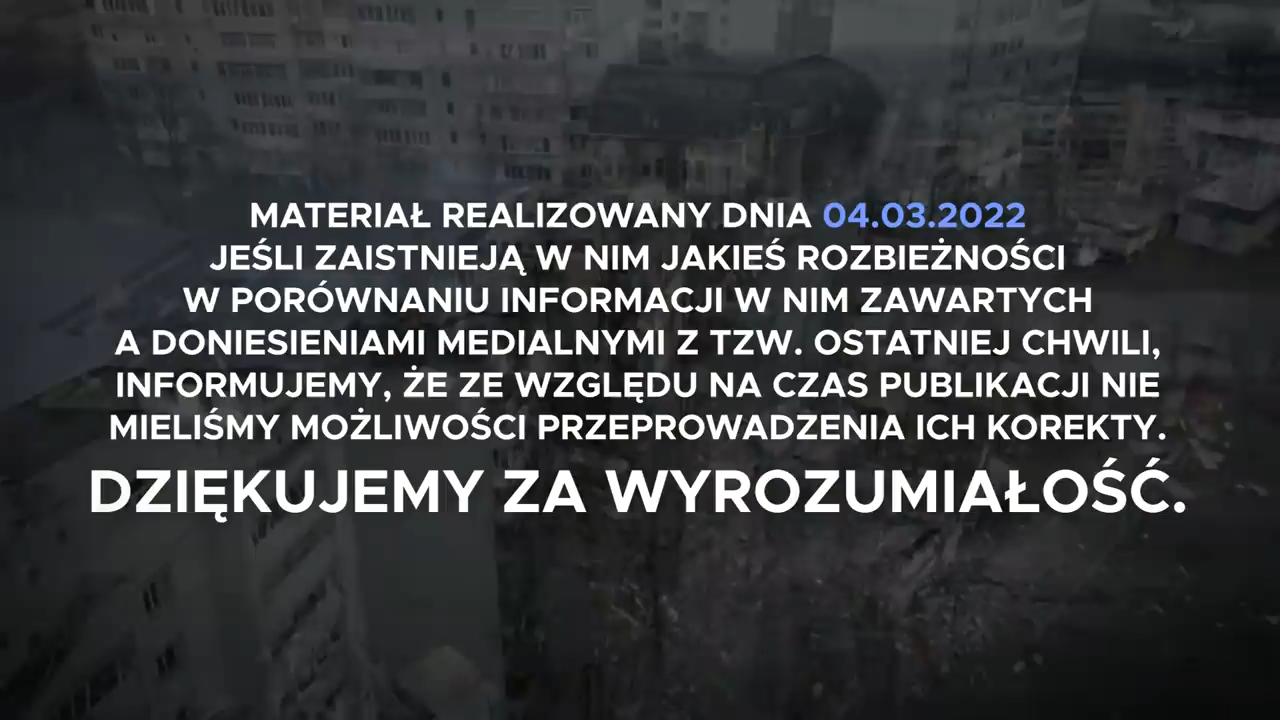 MATERIAŁ REALIZOWANY DNIA 04.03.2022
JEŚLI ZAISTNIEJĄ W NIM JAKIEŚ ROZBIEŻNOŚCI
W PORÓWNANIU INFORMACJI W NIM ZAWARTYCH
A DONIESIENIAMI MEDIALNYMI Z TZW. OSTATNIEJ CHWILI,
INFORMUJEMY, ŻE ZE WZGLĘDU NA CZAS PUBLIKACJI NIE
MIELIŚMY MOŻLIWOŚCI PRZEPROWADZENIA ICH KOREKTY.
DZIĘKUJEMY ZA WYROZUMIAŁOŚĆ.